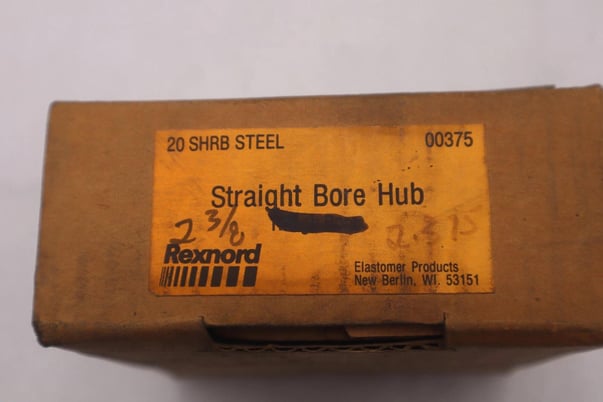 20 SHRB STEEL 00375
Straight Bore Hub
2 3/8 2.375
Rexnord
Elastomer Products
New Berlin, WI. 53151